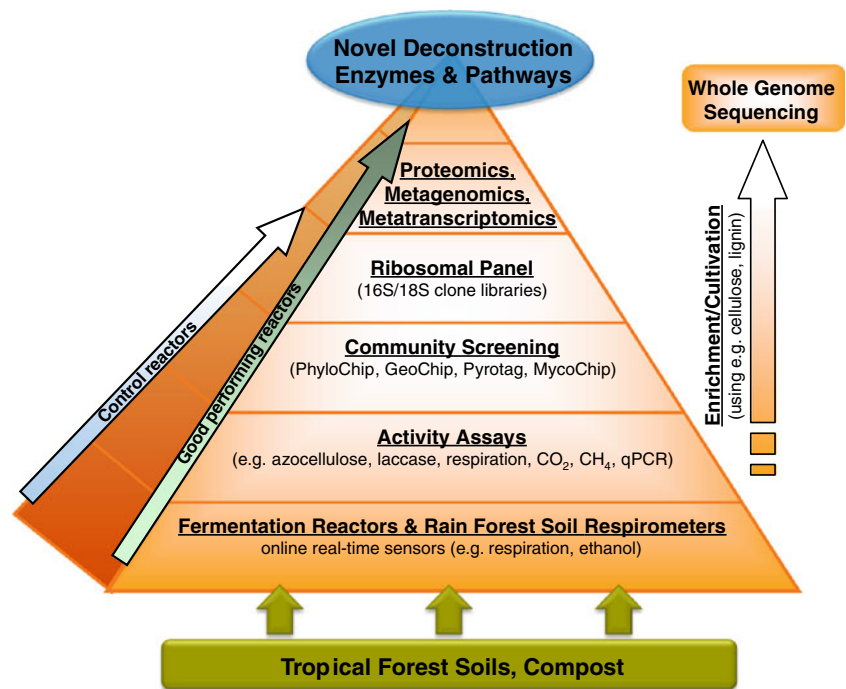 Novel Deconstruction
Enzymes & Pathways
Whole Genome
Sequencing
Proteomics,
Metagenomics,
Metatranscriptomics
Ribosomal Panel
(16S/18S clone libraries)
Community Screening
(PhyloChip, GeoChip, Pyrotag, MycoChip)
Activity Assays
(e.g. azocellulose, laccase, respiration, CO₂, CH₄, qPCR)
Fermentation Reactors & Rain Forest Soil Respirometers
online real-time sensors (e.g. respiration, ethanol)
Control reactors
Good performing reactors
Enrichment/Cultivation
(using e.g. cellulose, lignin)
Tropical Forest Soils, Compost